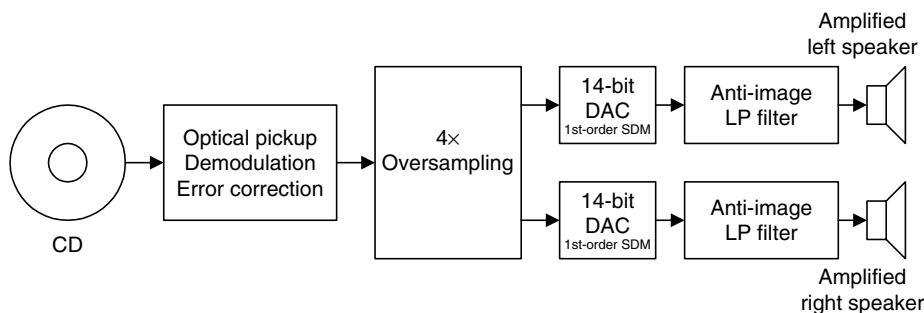 Amplified
left speaker
14-bit
DAC
1st-order SDM
Anti-image
LP filter
Optical pickup
Demodulation
Error correction
4×
Oversampling
CD
14-bit
DAC
1st-order SDM
Anti-image
LP filter
Amplified
right speaker